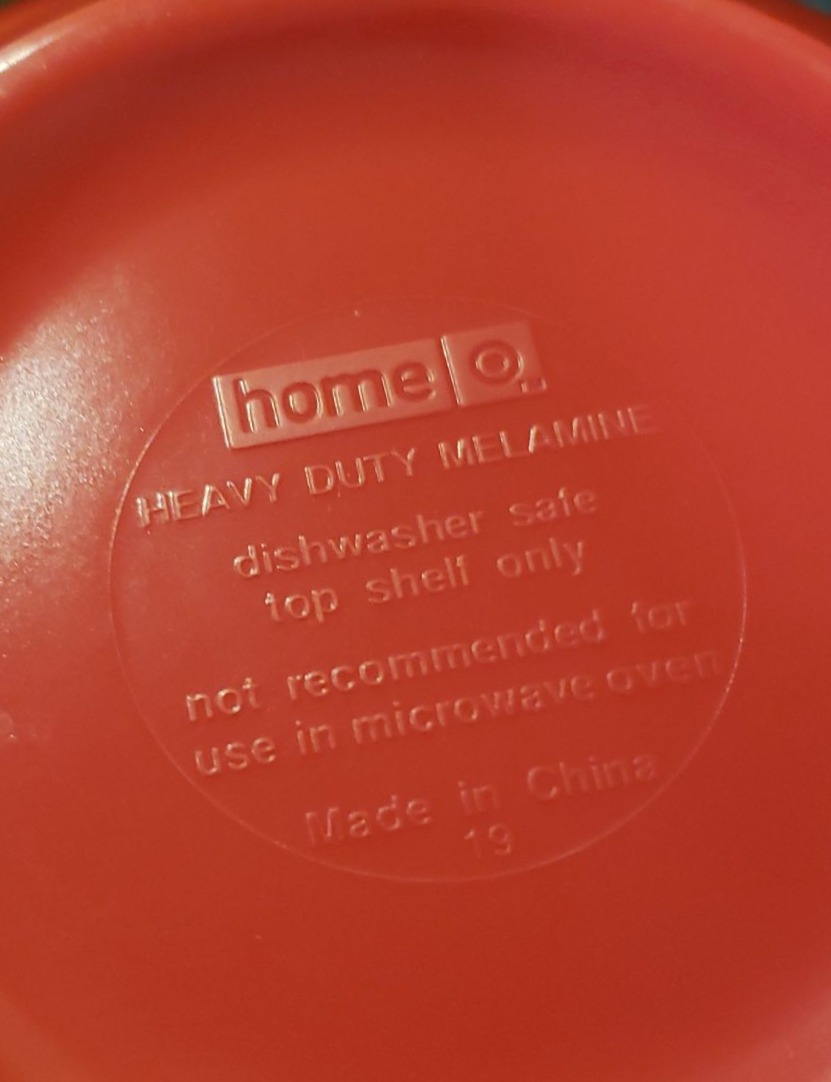 home O.
HEAVY DUTY MELAMINE
dishwasher safe
top shelf only
not recommended for
use in microwave oven
Made in China
19